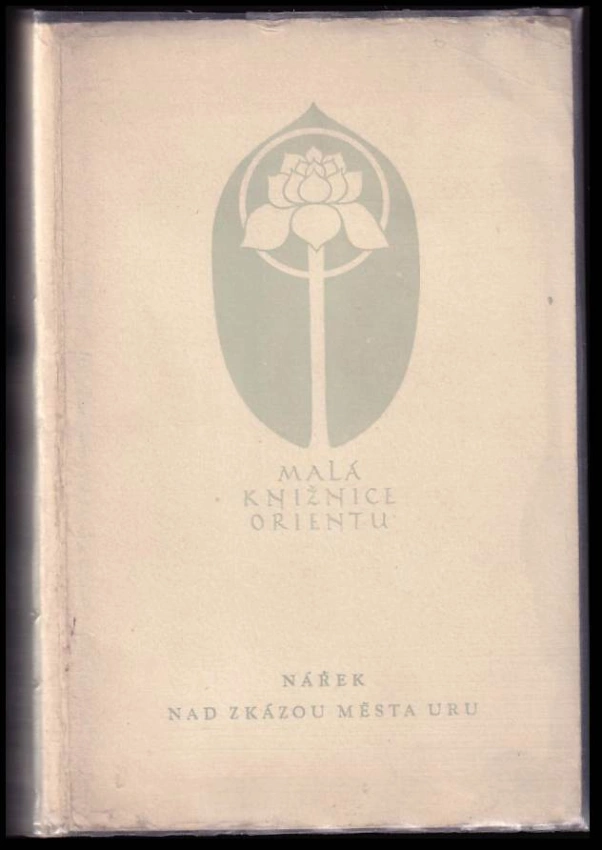 MALÁ
KNIŽNICE
ORIENTU
NÁŘEK
NAD ZKÁZOU MĚSTA URU